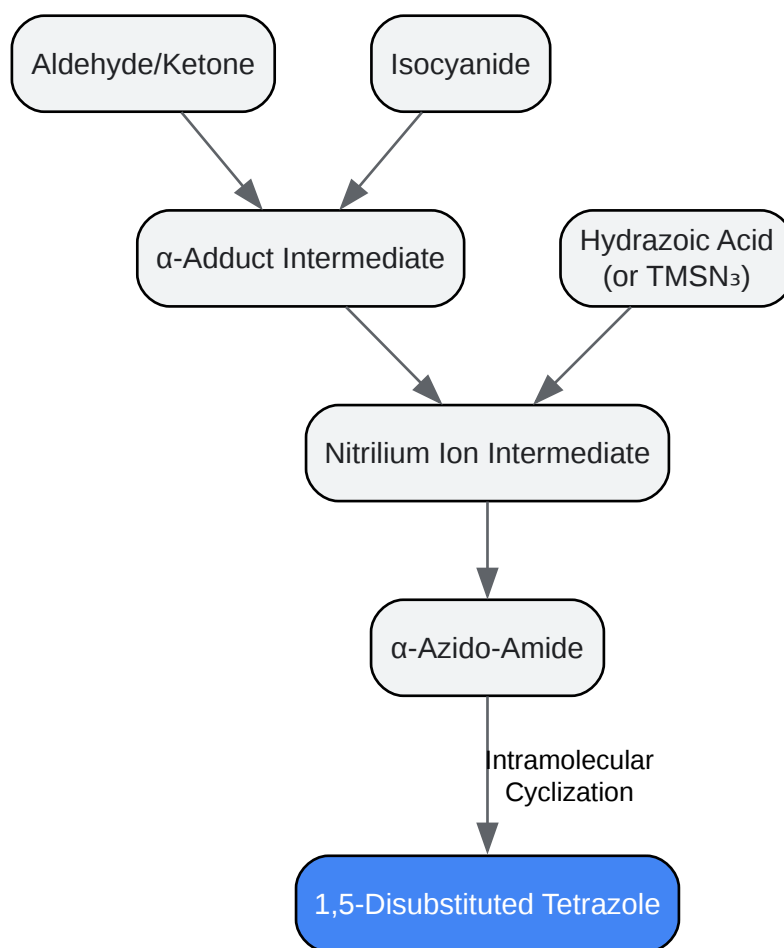 Aldehyde/Ketone
Isocyanide
α-Adduct Intermediate
Hydrazoic Acid
(or TMSN₃)
Nitrilium Ion Intermediate
α-Azido-Amide
Intramolecular
Cyclization
1,5-Disubstituted Tetrazole